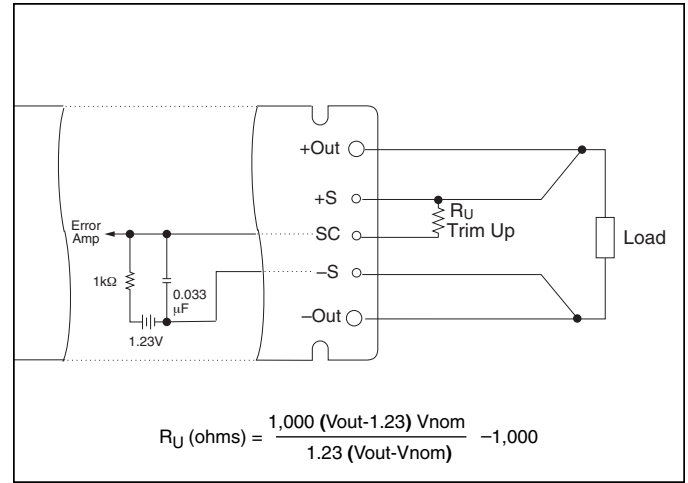 +Out
+S
RU
Trim Up
Error
Amp
SC
Load
–S
1kΩ
0.033
μF
–Out
1.23V
RU (ohms) = 1,000 (Vout-1.23) Vnom / 1.23 (Vout-Vnom) –1,000